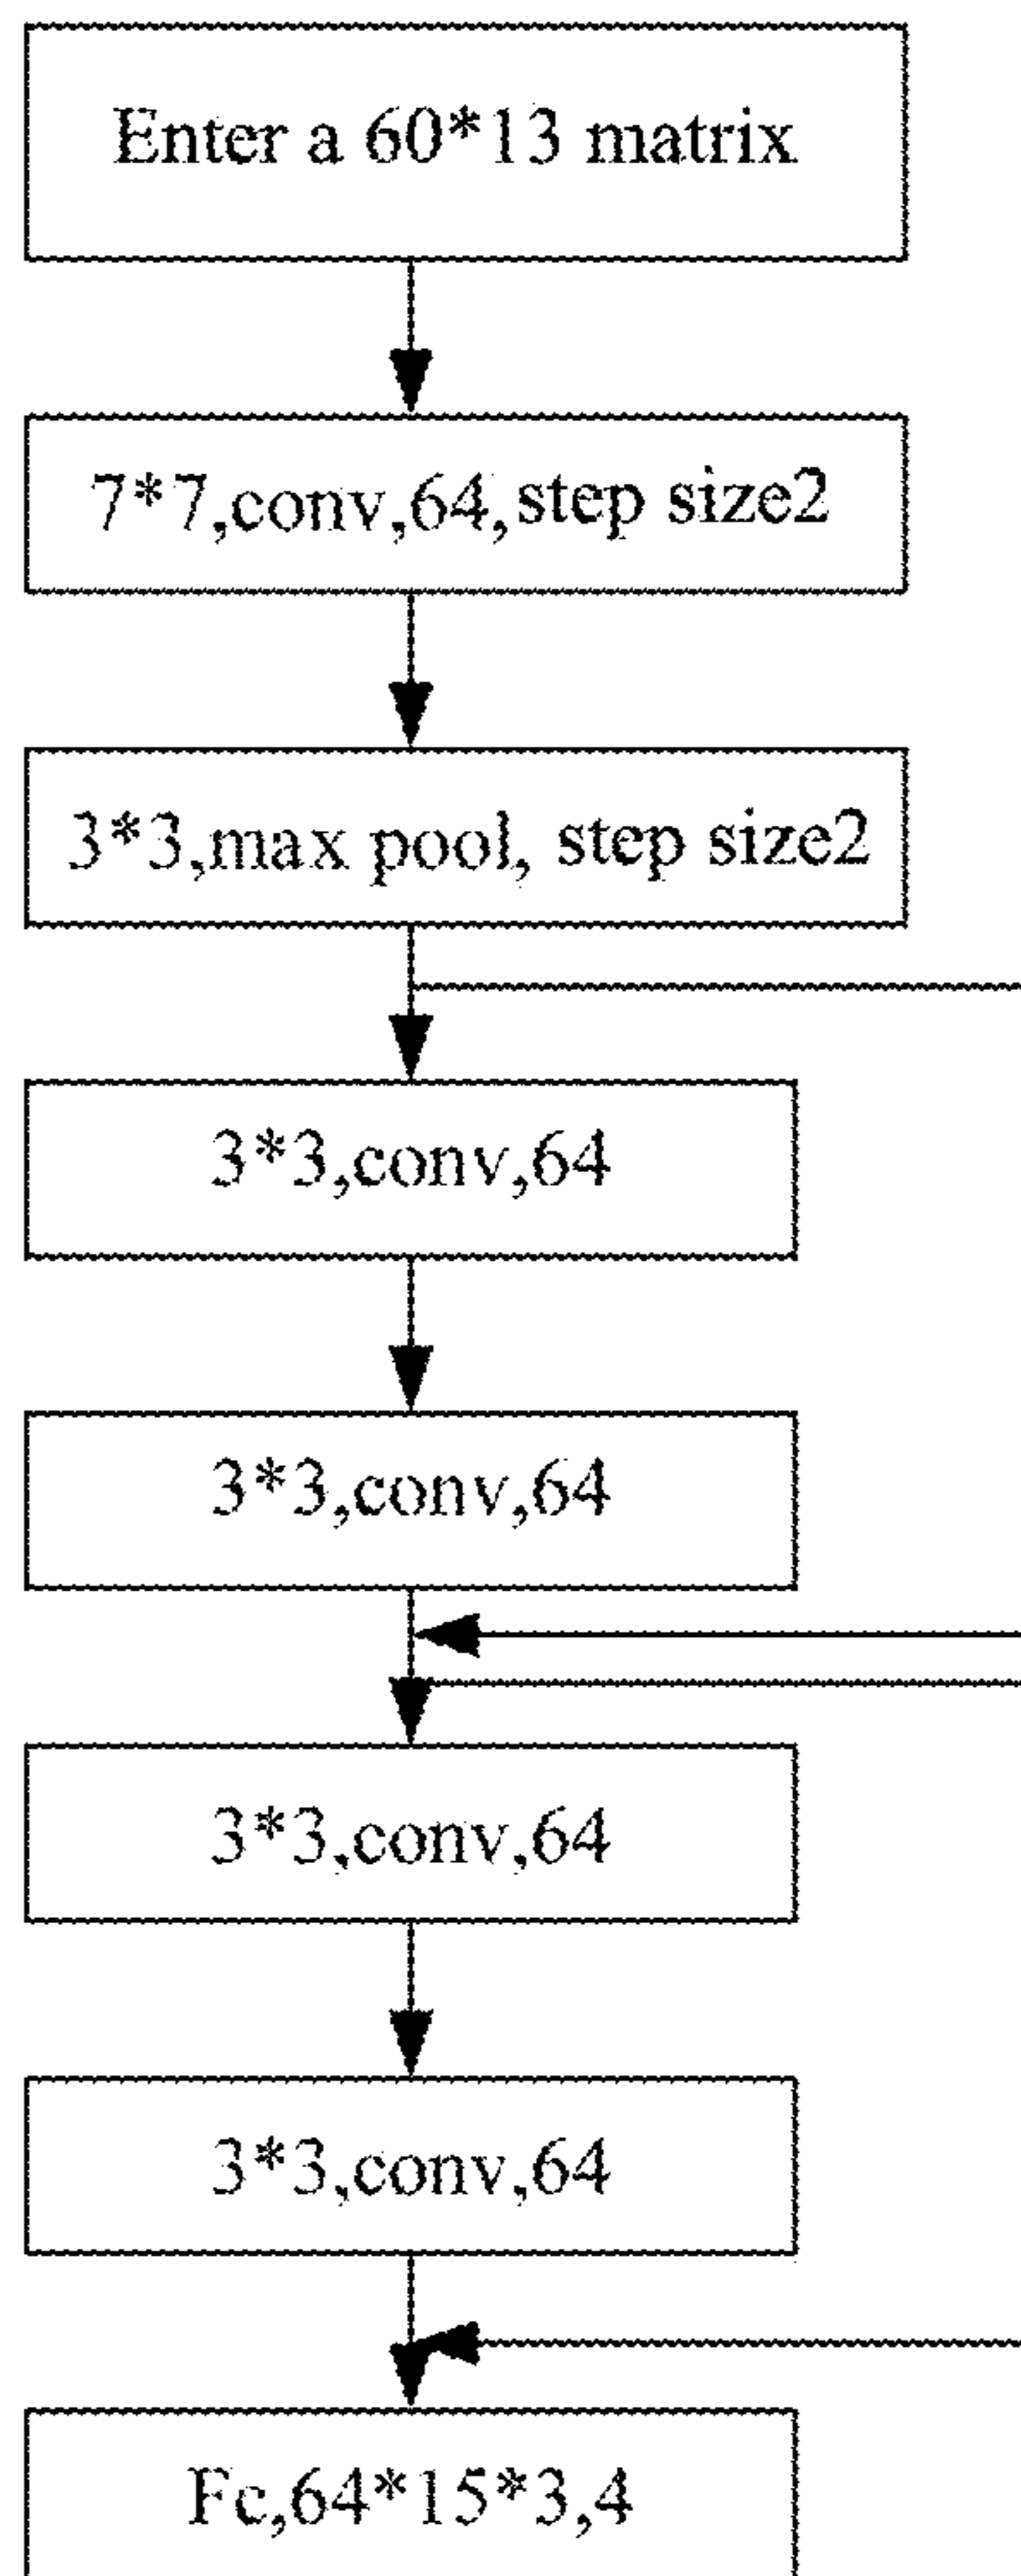 Enter a 60*13 matrix
7*7,conv,64,step size2
3*3,max pool, step size2
3*3,conv,64
3*3,conv,64
3*3,conv,64
3*3,conv,64
Fc,64*15*3,4